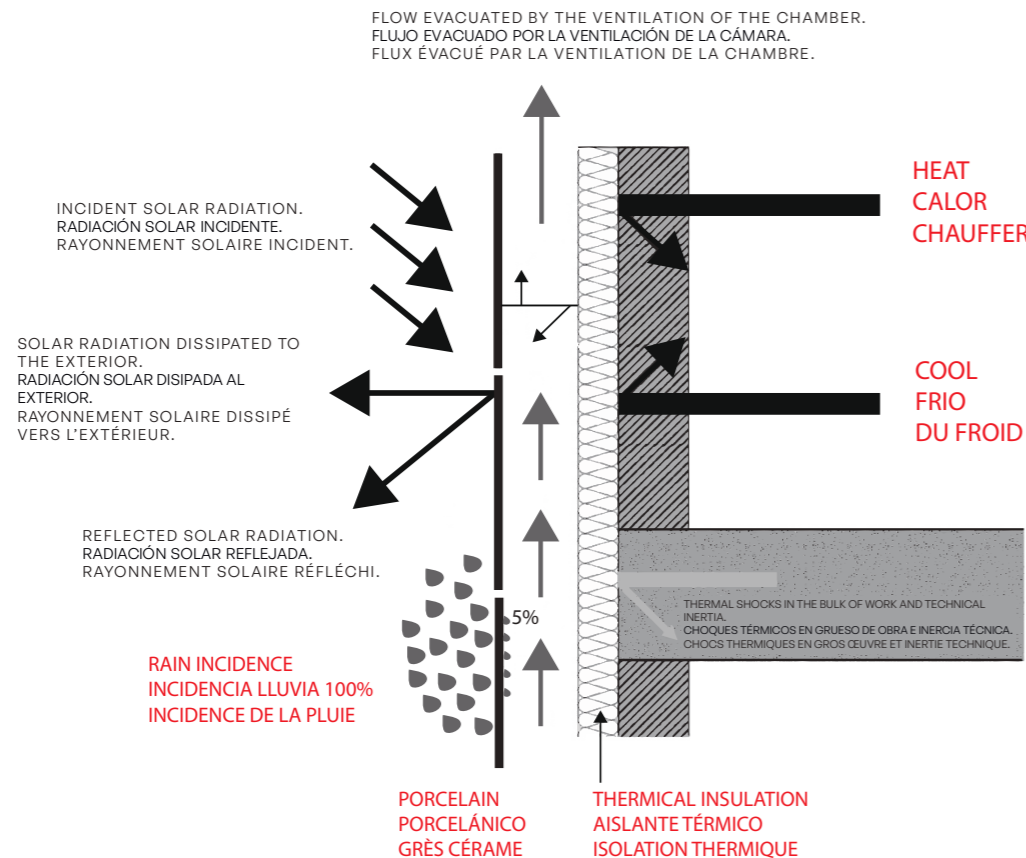 FLOW EVACUATED BY THE VENTILATION OF THE CHAMBER.
FLUJO EVACUADO POR LA VENTILACIÓN DE LA CÁMARA.
FLUX ÉVACUÉ PAR LA VENTILATION DE LA CHAMBRE.
INCIDENT SOLAR RADIATION.
RADIACIÓN SOLAR INCIDENTE.
RAYONNEMENT SOLAIRE INCIDENT.
HEAT
CALOR
CHAUFFER
SOLAR RADIATION DISSIPATED TO
THE EXTERIOR.
RADIACIÓN SOLAR DISIPADA AL
EXTERIOR.
RAYONNEMENT SOLAIRE DISSIPÉ
VERS L'EXTÉRIEUR.
COOL
FRIO
DU FROID
REFLECTED SOLAR RADIATION.
RADIACIÓN SOLAR REFLEJADA.
RAYONNEMENT SOLAIRE RÉFLÉCHI.
5%
THERMAL SHOCKS IN THE BULK OF WORK AND TECHNICAL
INERTIA.
CHOQUES TÉRMICOS EN GRUESO DE OBRA E INERCIA TÉCNICA.
CHOCS THERMIQUES EN GROS ŒUVRE ET INERTIE TECHNIQUE.
RAIN INCIDENCE
INCIDENCIA LLUVIA 100%
INCIDENCE DE LA PLUIE
PORCELAIN
PORCELÁNICO
GRÈS CÉRAME
THERMICAL INSULATION
AISLANTE TÉRMICO
ISOLATION THERMIQUE